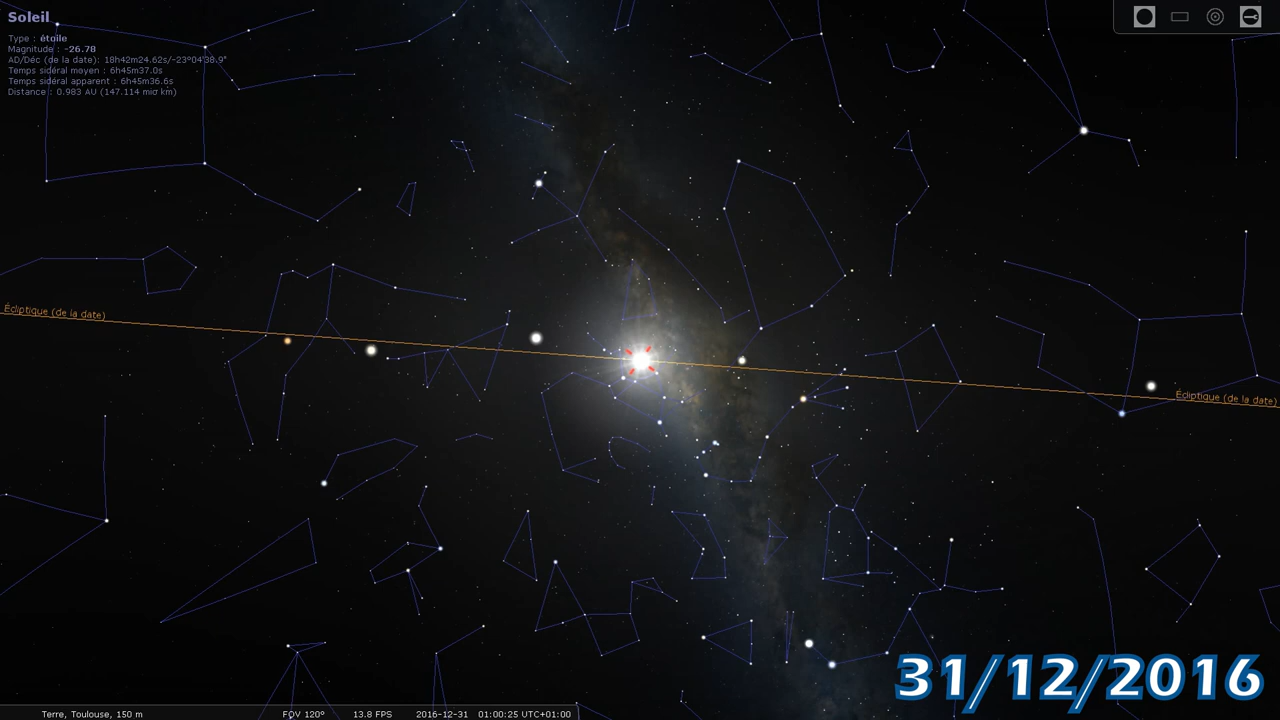 Soleil
Type : étoile
Magnitude : -26.78
AD/Déc (de la date): 18h42m24.62s/-23°04'38.9"
Temps sidéral moyen : 6h45m37.0s
Temps sidéral apparent : 6h45m36.6s
Distance : 0.983 AU (147.114 mio km)
Écliptique (de la date)
Écliptique (de la date)
31/12/2016
Terre, Toulouse, 150 m FOV 120° 13.8 FPS 2016-12-31 01:00:25 UTC+01:00